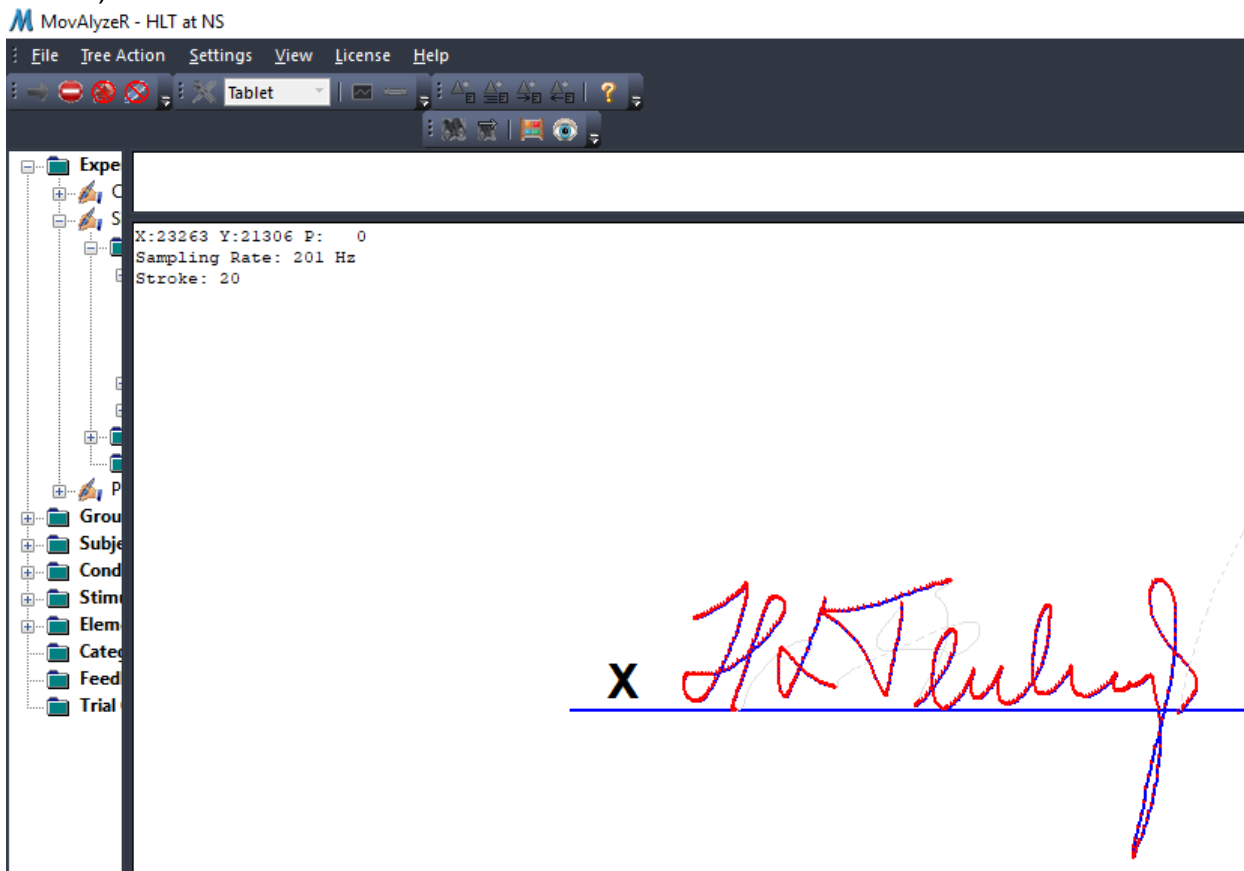 MovAlyzeR - HLT at NS
File Tree Action Settings View License Help
Tablet
Expe
C
S
X:23263 Y:21306 P: 0
Sampling Rate: 201 Hz
Stroke: 20
P
Grou
Subje
Cond
Stimu
Elem
Categ
Feed
Trial
X